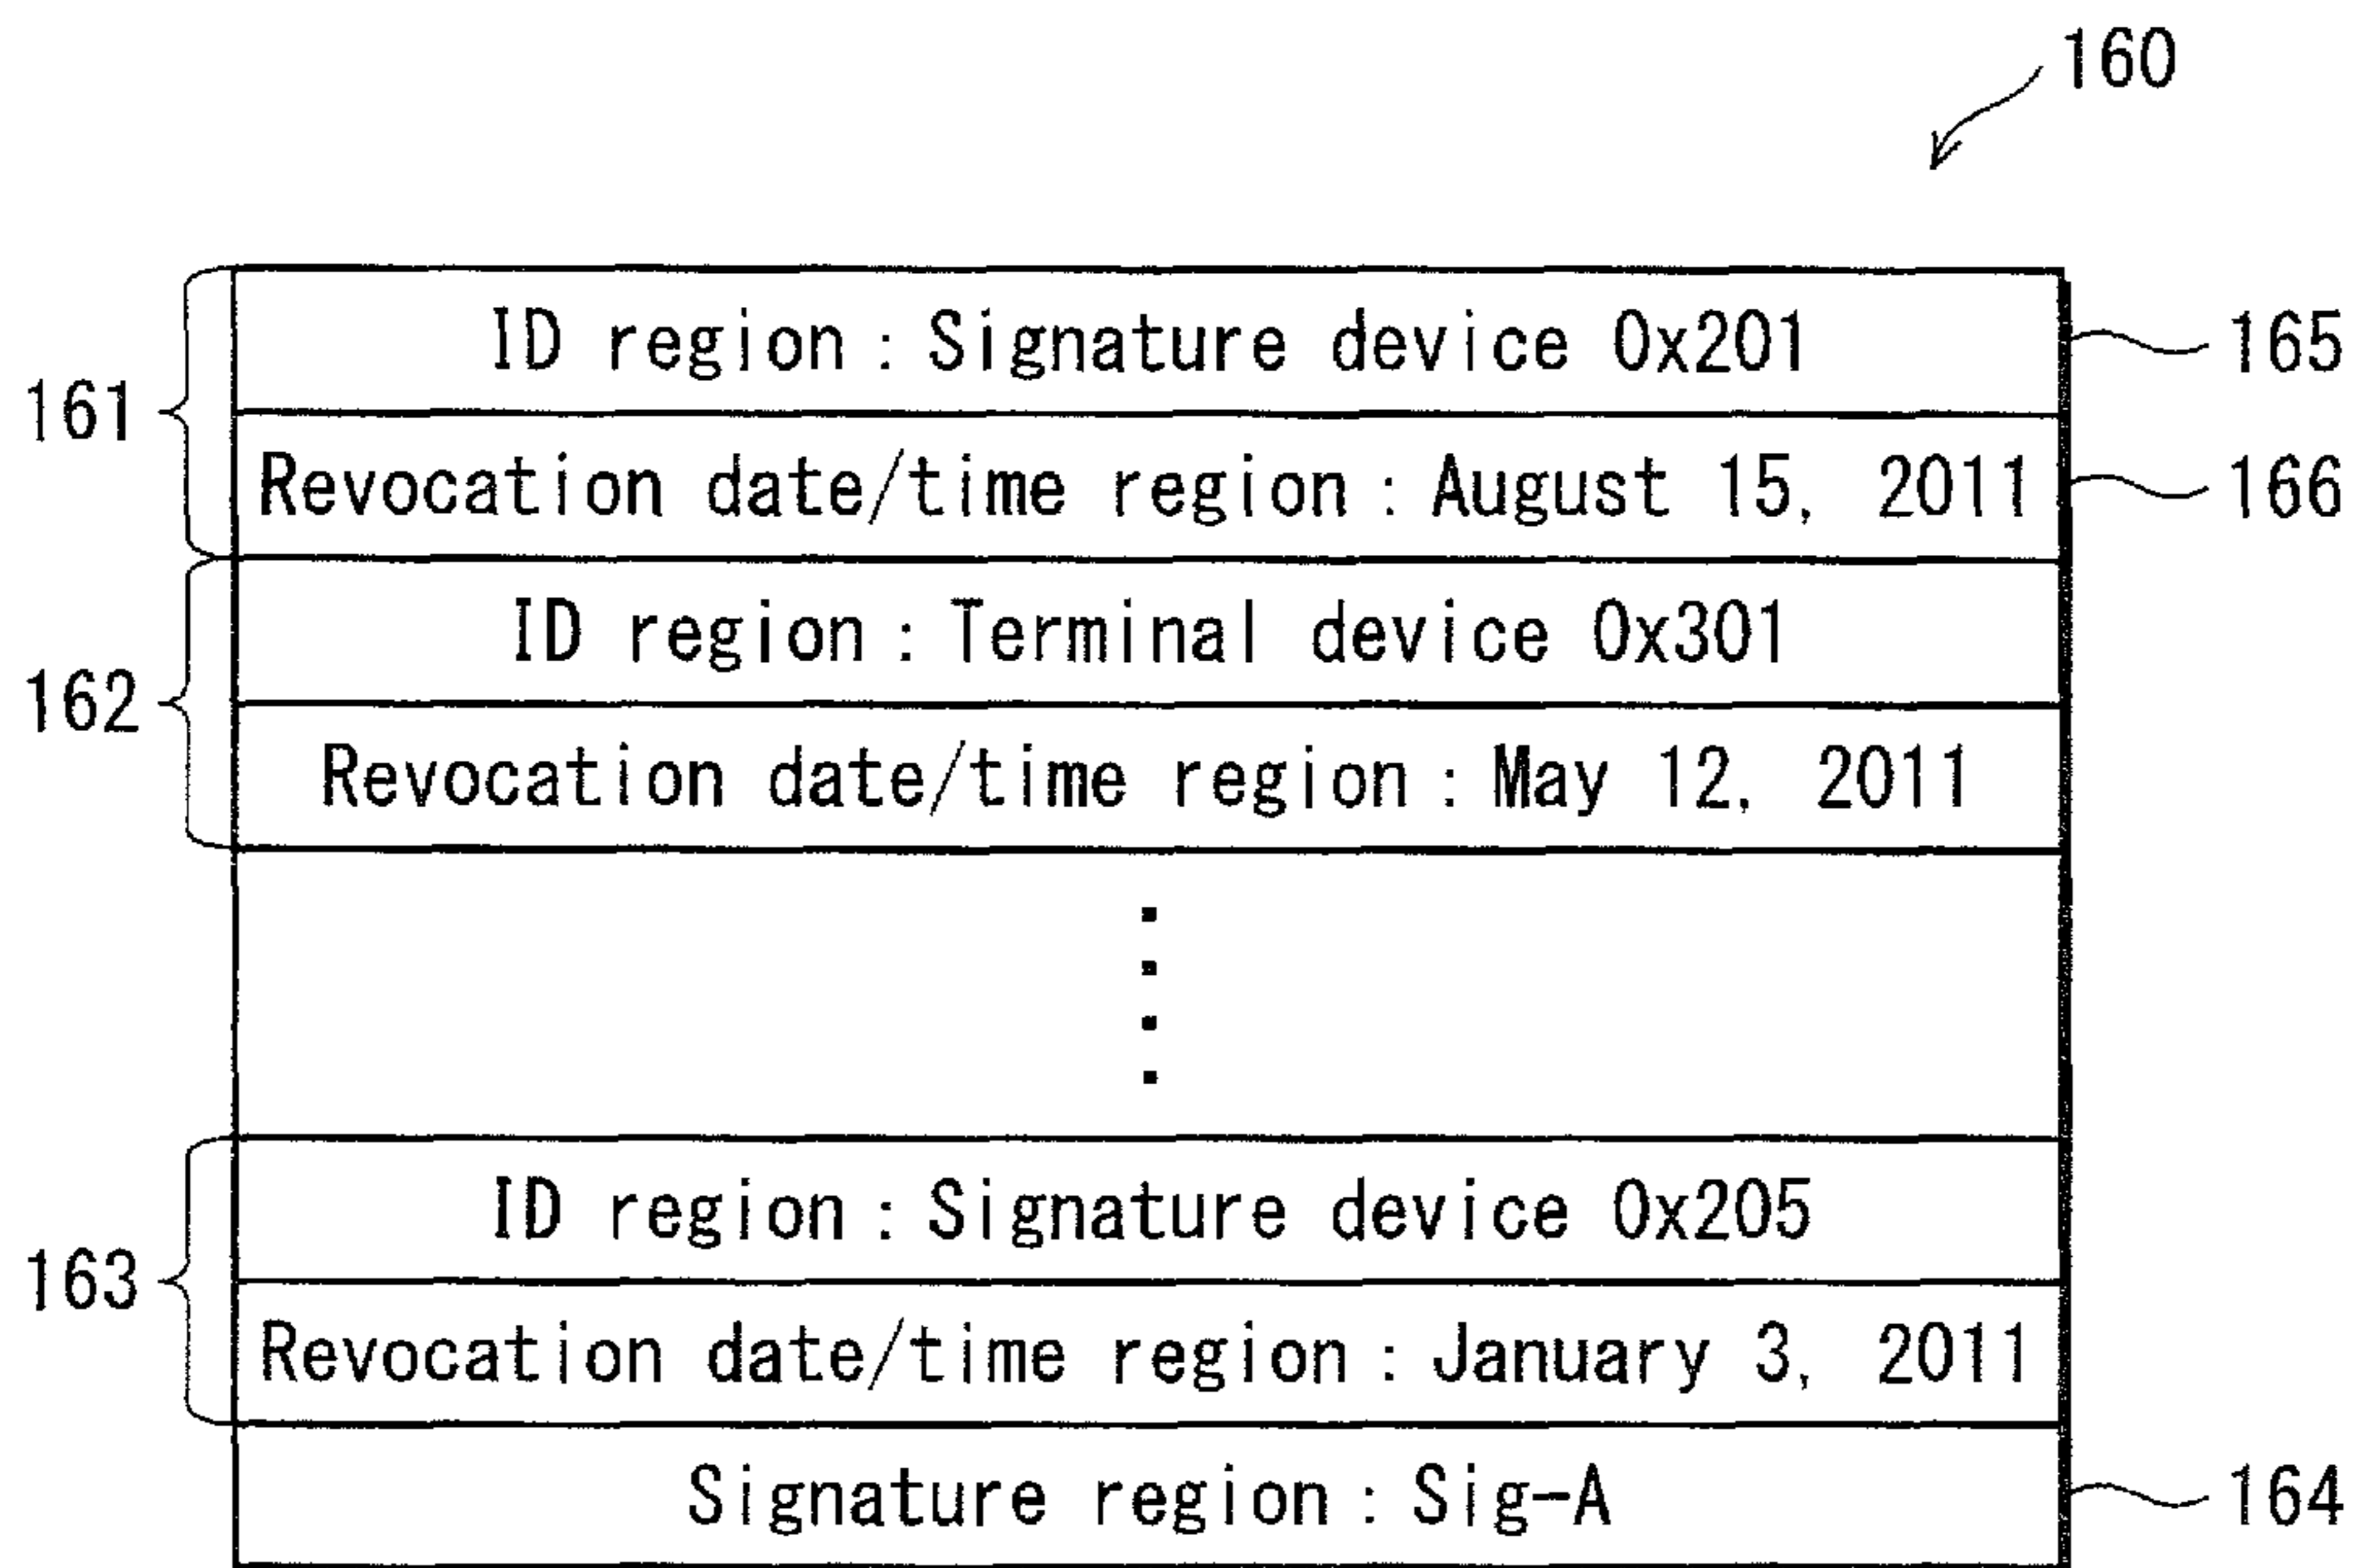 160
ID region : Signature device 0x201
165
161
Revocation date/time region : August 15, 2011
166
ID region : Terminal device 0x301
162
Revocation date/time region : May 12, 2011
ID region : Signature device 0x205
163
Revocation date/time region : January 3, 2011
Signature region : Sig-A
164